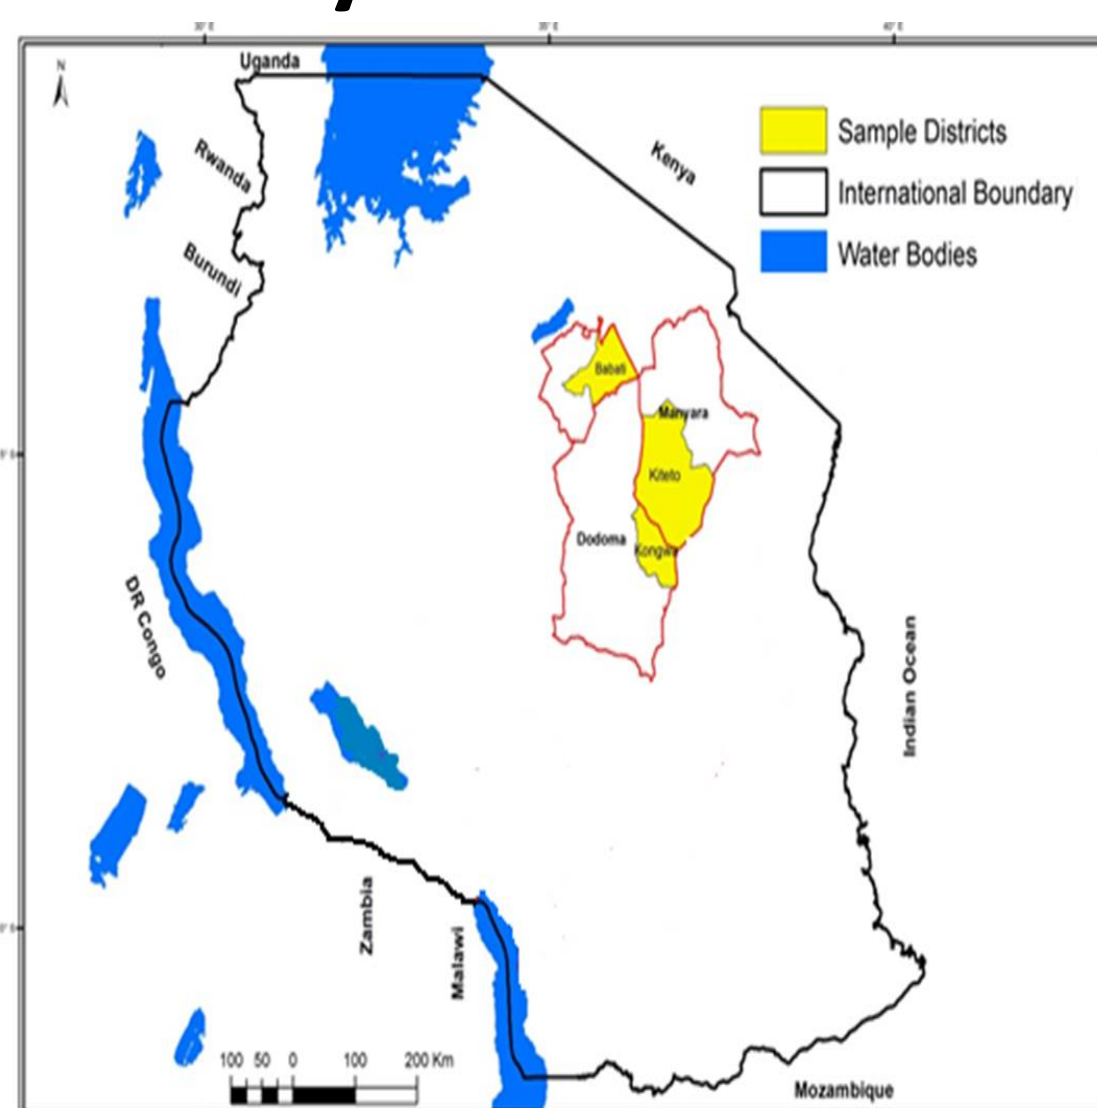 N
Uganda
Rwanda
Burundi
Kenya
Sample Districts
International Boundary
Water Bodies
Babati
Manyara
Kiteto
Dodoma
DR Congo
Indian Ocean
Zambia
Malawi
Mozambique
100 50 0 100 200 Km